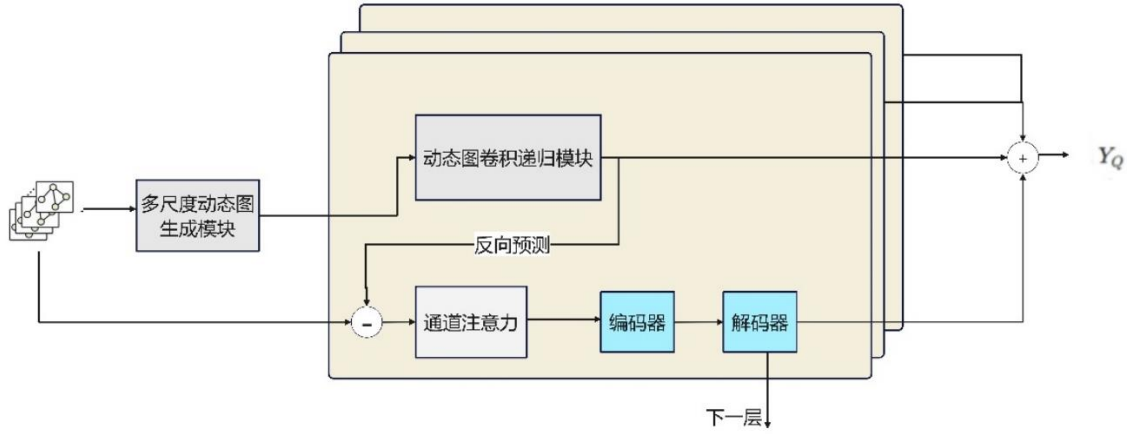 动态图卷积递归模块
+
Y_Q
多尺度动态图
生成模块
反向预测
-
通道注意力
编码器
解码器
下一层